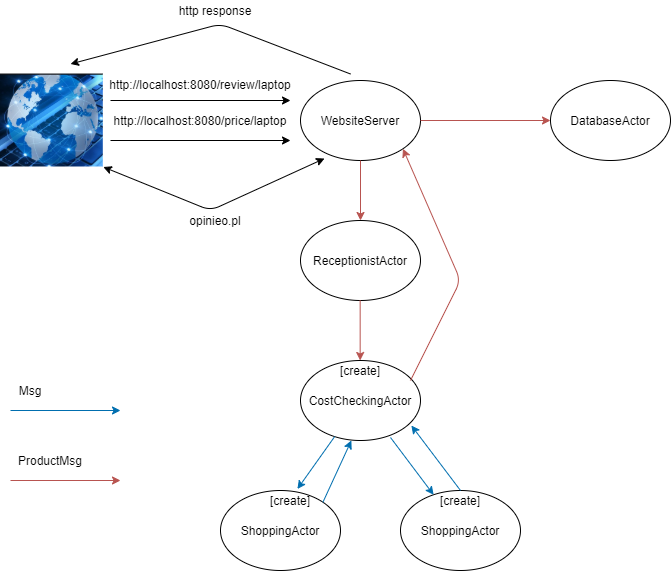 http response
http://localhost:8080/review/laptop
http://localhost:8080/price/laptop
WebsiteServer
DatabaseActor
opinieo.pl
ReceptionistActor
[create]
CostCheckingActor
Msg
ProductMsg
[create]
ShoppingActor
[create]
ShoppingActor